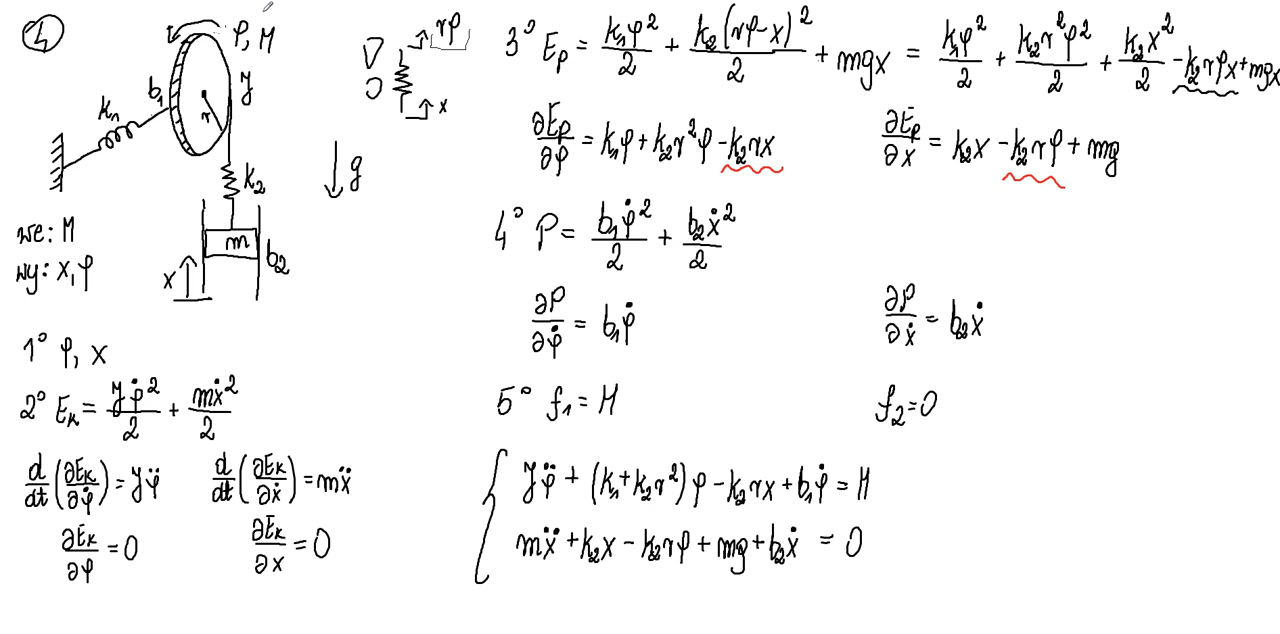 4
φ, M
k₁
b₁
J
r
k₂
m
b₂
x
g
we: M
wy: x, φ
rφ
x
1° φ, x
2° Eₖ = Jφ̇²/2 + mẋ²/2
d/dt(∂Eₖ/∂φ̇) = Jφ̈
d/dt(∂Eₖ/∂ẋ) = mẍ
∂Eₖ/∂φ = 0
∂Eₖ/∂x = 0
3° Eₚ = k₁φ²/2 + k₂(rφ-x)²/2 + mgx = k₁φ²/2 + k₂r²φ²/2 + k₂x²/2 - k₂rφx + mgx
∂Eₚ/∂φ = k₁φ + k₂r²φ - k₂rx
∂Eₚ/∂x = k₂x - k₂rφ + mg
4° P = b₁φ̇²/2 + b₂ẋ²/2
∂P/∂φ̇ = b₁φ̇
∂P/∂ẋ = b₂ẋ
5° f₁ = M
f₂ = 0
Jφ̈ + (k₁ + k₂r²)φ - k₂rx + b₁φ̇ = M
mẍ + k₂x - k₂rφ + mg + b₂ẋ = 0